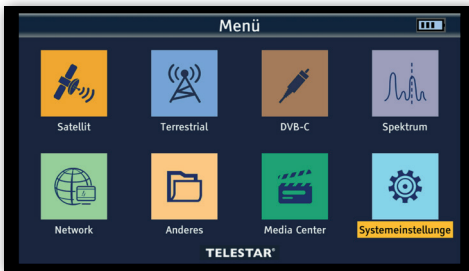 Menü
Satellit
Terrestrial
DVB-C
Spektrum
Network
Anderes
Media Center
Systemeinstellunge
TELESTAR®